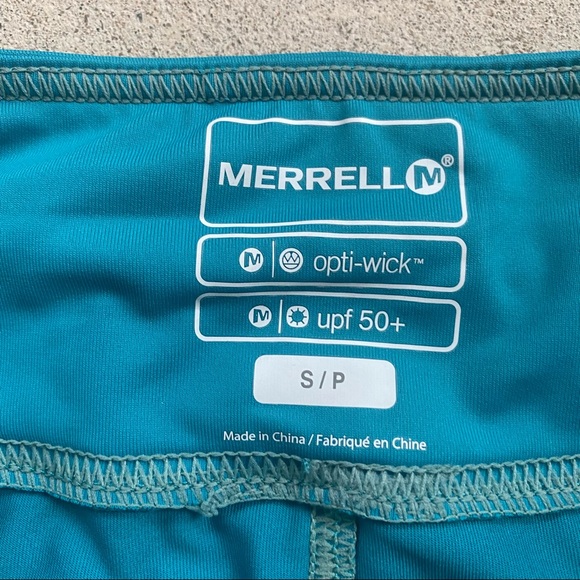 MERRELL M®
M opti-wick™
M upf 50+
S / P
Made in China / Fabriqué en Chine